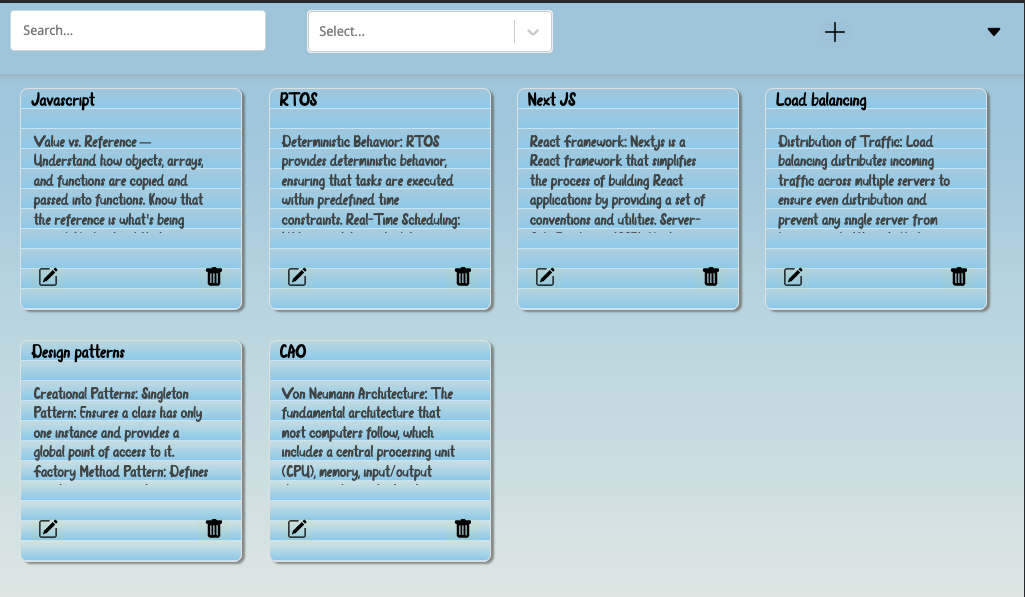 Search...
Select...
Javascript
Value vs. Reference —
Understand how objects, arrays,
and functions are copied and
passed into functions. Know that
the reference is what's being
RTOS
Deterministic Behavior: RTOS
provides deterministic behavior,
ensuring that tasks are executed
within predefined time
constraints. Real-Time Scheduling:
Next JS
React Framework: Next.js is a
React framework that simplifies
the process of building React
applications by providing a set of
conventions and utilities. Server-
Load balancing
Distribution of Traffic: Load
balancing distributes incoming
traffic across multiple servers to
ensure even distribution and
prevent any single server from
Design patterns
Creational Patterns: Singleton
Pattern: Ensures a class has only
one instance and provides a
global point of access to it.
Factory Method Pattern: Defines
CAO
Von Neumann Architecture: The
fundamental architecture that
most computers follow, which
includes a central processing unit
(CPU), memory, input/output